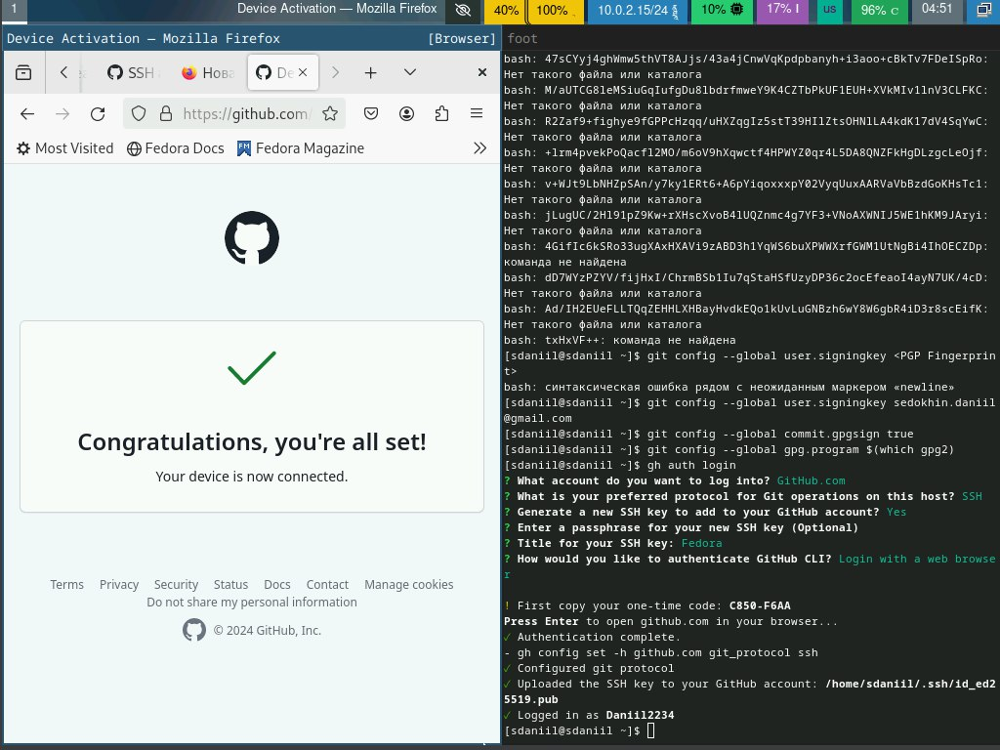 1
Device Activation — Mozilla Firefox
40%
100%
10.0.2.15/24
10%
17%
us
96% C
04:51
Device Activation — Mozilla Firefox
[Browser]
foot
SSH
Нова
De
https://github.com/
Most Visited
Fedora Docs
FM
Fedora Magazine
Congratulations, you're all set!
Your device is now connected.
Terms Privacy Security Status Docs Contact Manage cookies
Do not share my personal information
© 2024 GitHub, Inc.
bash: 47sCYyj4ghWmw5thVT8AJjs/43a4jCnwVqKpdpbanyh+i3aoo+cBkTv7FDeISpRo:
Нет такого файла или каталога
bash: M/aUTCG8leMSiuGqIufgDu8lbdrfmweY9K4CZTbPkUF1EUH+XVkMIv1lnV3CLFKC:
Нет такого файла или каталога
bash: R2Zaf9+fighye9fGPPcHzqq/uHXZqgIz5stT39HIlZtsOHNlLA4kdK17dV4SqYwC:
Нет такого файла или каталога
bash: +lrm4pvekPoQacfl2MO/m6oV9hXqwctf4HPWYZ0qr4L5DA8QNZFkHgDLzgcLeOjf:
Нет такого файла или каталога
bash: v+WJt9LbNHZpSAn/y7ky1ERt6+A6pYiqoxxxpY02VyqUuxAARVaVbBzdGoKHsTc1:
Нет такого файла или каталога
bash: jLugUC/2Hl91pZ9Kw+rXHscXvoB4lUQZnmc4g7YF3+VNoAXWNIJ5WE1hKM9JAryi:
Нет такого файла или каталога
bash: 4GifIc6kSRo33ugXAxHXAVi9zABD3h1YqWS6buXPWWXrfGWM1UtNgBi4IhOECZDp:
команда не найдена
bash: dD7WYzPZYV/fijHxI/ChrmBSb1Iu7qStaHSfUzyDP36c2ocEfeaoI4ayN7UK/4cD:
Нет такого файла или каталога
bash: Ad/IH2EUeFLLTQqZEHHLXHBayHvdkEQo1kUvLuGNBzh6wY8W6gbR4iD3r8scEifK:
Нет такого файла или каталога
bash: txHxVF++: команда не найдена
[sdaniil@sdaniil ~]$ git config --global user.signingkey <PGP Fingerprin
t>
bash: синтаксическая ошибка рядом с неожиданным маркером «newline»
[sdaniil@sdaniil ~]$ git config --global user.signingkey sedokhin.daniil
@gmail.com
[sdaniil@sdaniil ~]$ git config --global commit.gpgsign true
[sdaniil@sdaniil ~]$ git config --global gpg.program $(which gpg2)
[sdaniil@sdaniil ~]$ gh auth login
? What account do you want to log into? GitHub.com
? What is your preferred protocol for Git operations on this host? SSH
? Generate a new SSH key to add to your GitHub account? Yes
? Enter a passphrase for your new SSH key (Optional)
? Title for your SSH key: Fedora
? How would you like to authenticate GitHub CLI? Login with a web browse
r
! First copy your one-time code: C850-F6AA
Press Enter to open github.com in your browser...
✓ Authentication complete.
- gh config set -h github.com git_protocol ssh
✓ Configured git protocol
✓ Uploaded the SSH key to your GitHub account: /home/sdaniil/.ssh/id_ed2
5519.pub
✓ Logged in as Daniil2234
[sdaniil@sdaniil ~]$